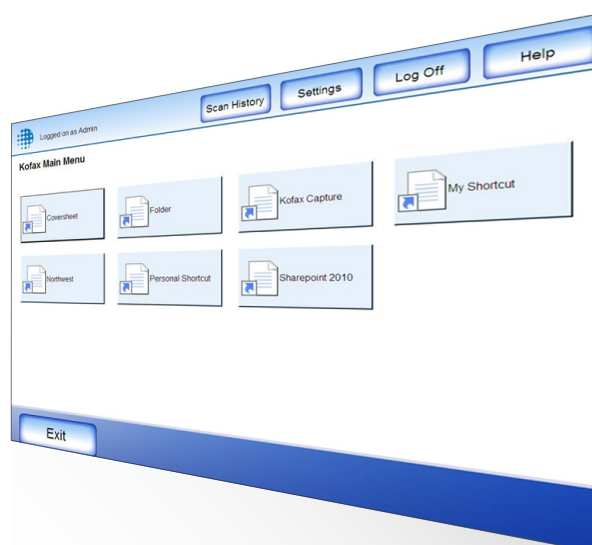 Logged on as Admin
Scan History
Settings
Log Off
Help
Kofax Main Menu
Coversheet
Folder
Kofax Capture
My Shortcut
Northwest
Personal Shortcut
Sharepoint 2010
Exit